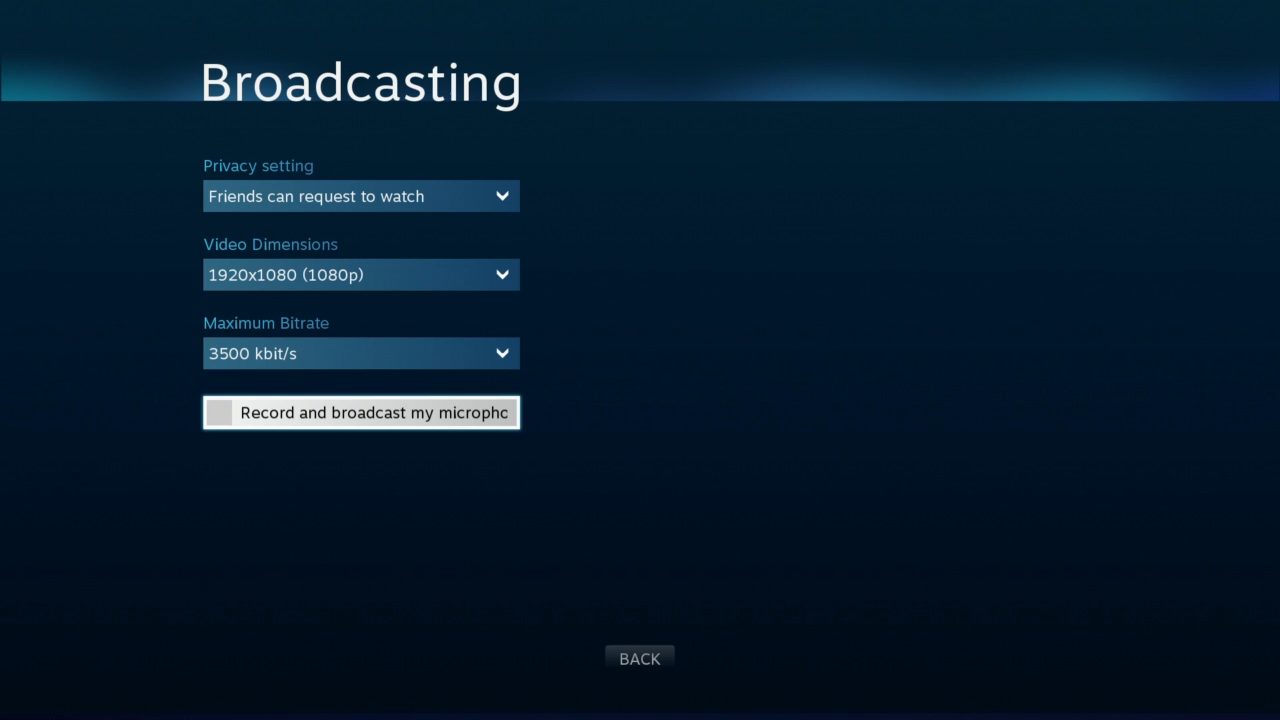 Broadcasting
Privacy setting
Friends can request to watch
Video Dimensions
1920x1080 (1080p)
Maximum Bitrate
3500 kbit/s
Record and broadcast my microphc
BACK